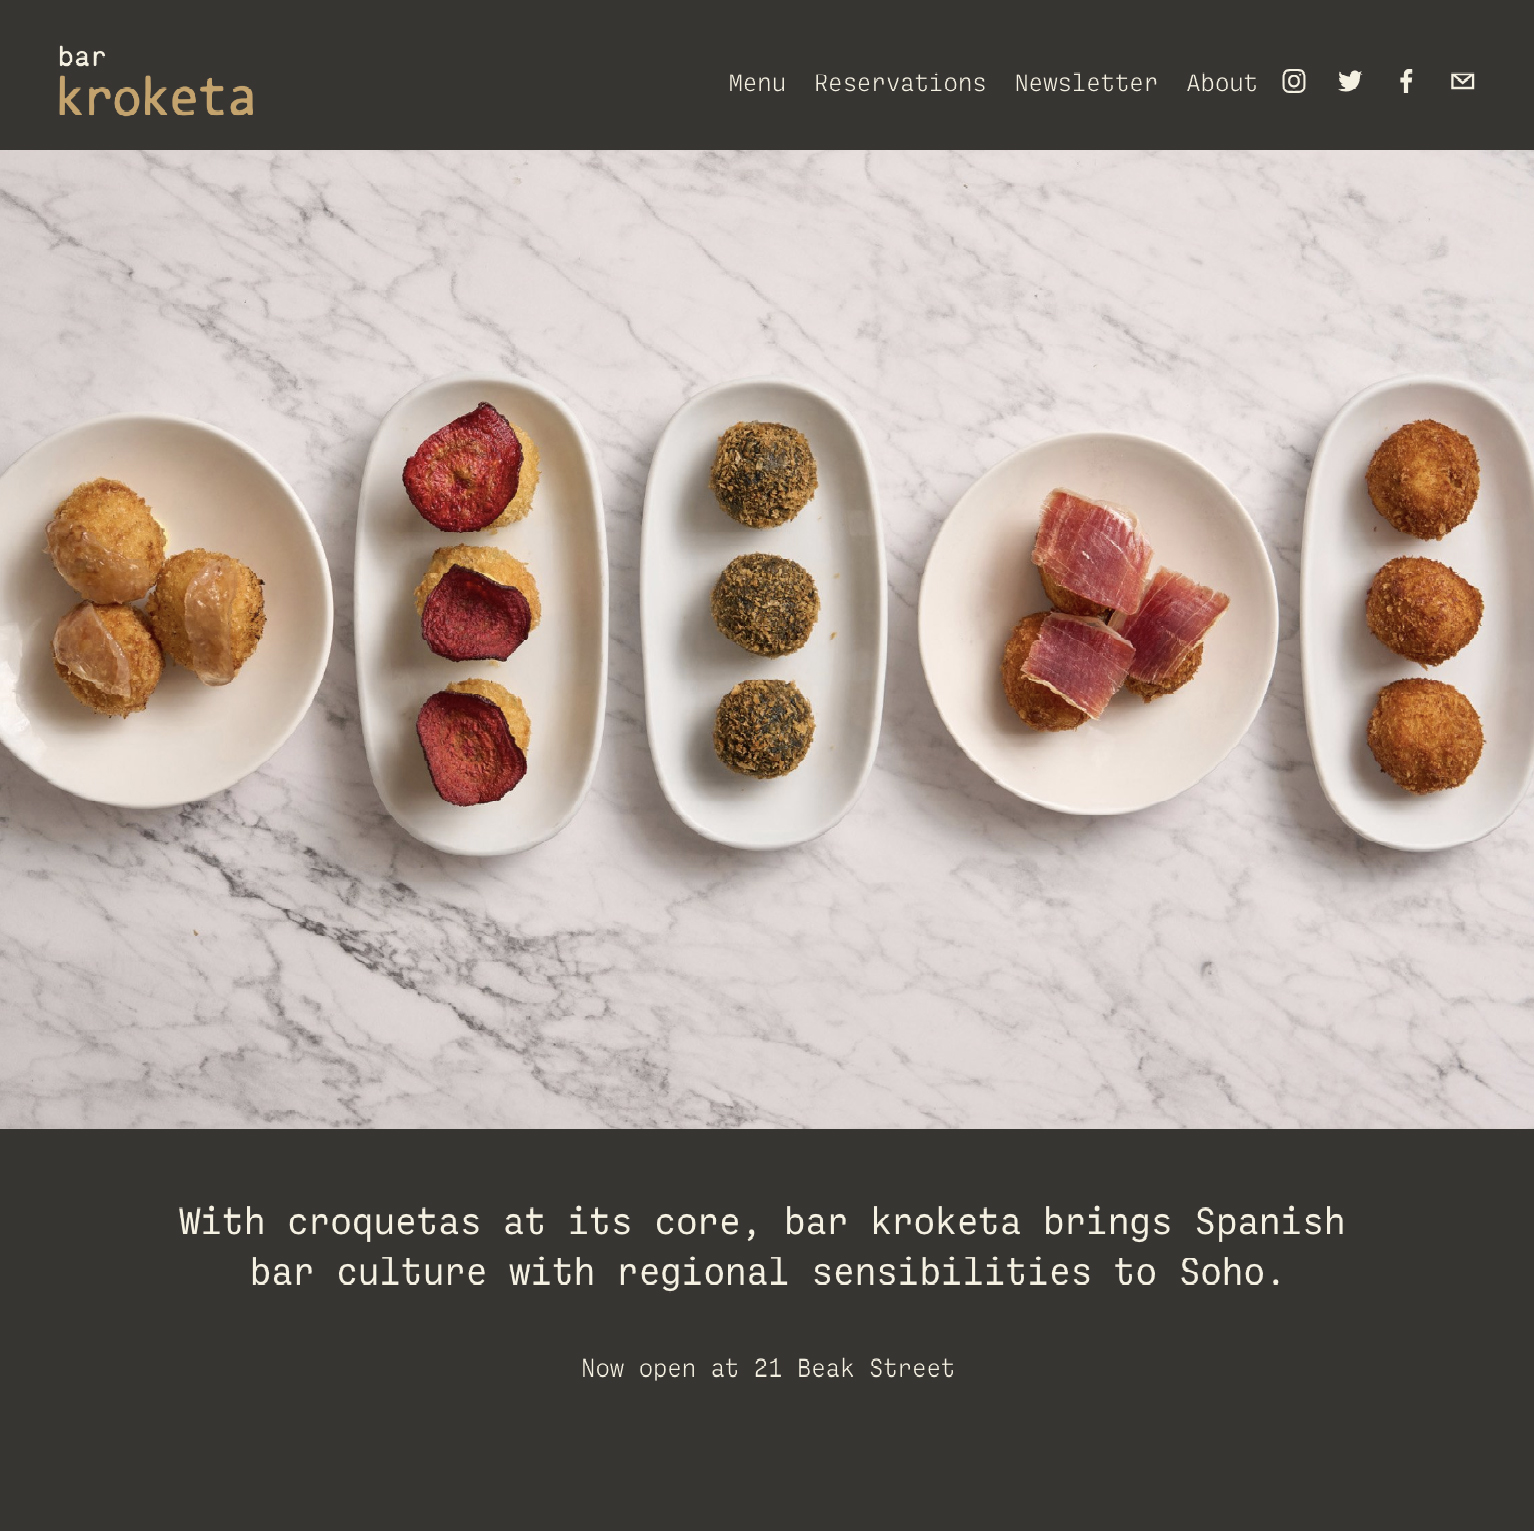 bar
kroketa
Menu Reservations Newsletter About
With croquetas at its core, bar kroketa brings Spanish
bar culture with regional sensibilities to Soho.
Now open at 21 Beak Street